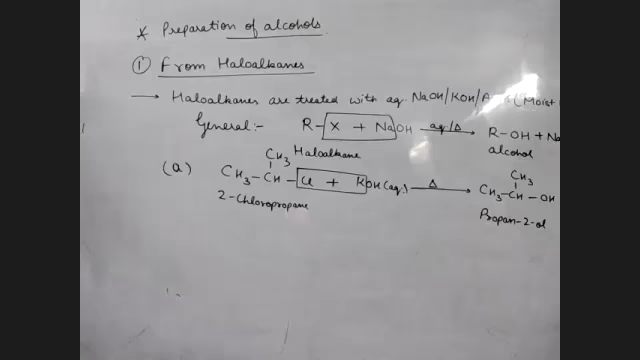 * Preparation of alcohols
① From Haloalkanes
→ Haloalkanes are treated with aq. NaOH/KOH/ (Moist
General:- R-X + NaOH aq/Δ → R-OH + Na
Haloalkane alcohol
CH3 CH3
(a) CH3-CH-Cl + KOH(aq.) Δ → CH3-CH-OH
2-Chloropropane Propan-2-ol